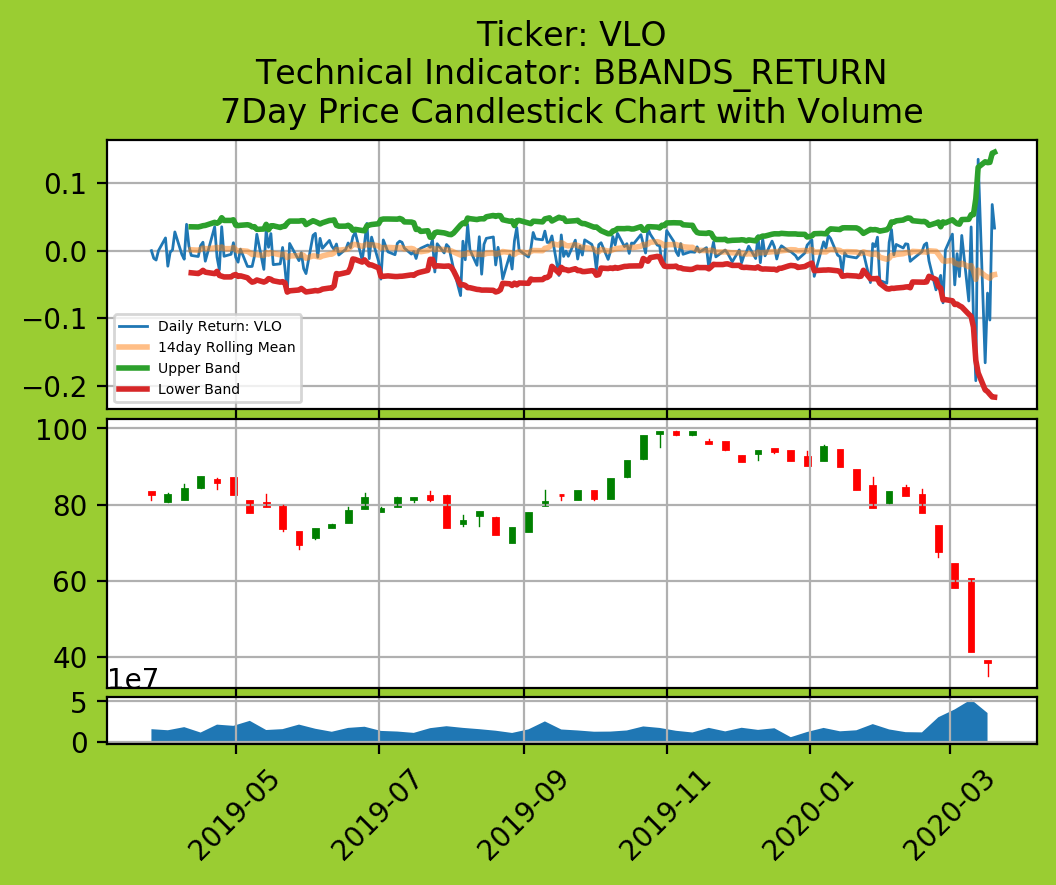 Ticker: VLO
Technical Indicator: BBANDS_RETURN
7Day Price Candlestick Chart with Volume
0.1
0.0
−0.1
−0.2
Daily Return: VLO
14day Rolling Mean
Upper Band
Lower Band
100
80
60
40
1e7
5
0
2019-05
2019-07
2019-09
2019-11
2020-01
2020-03